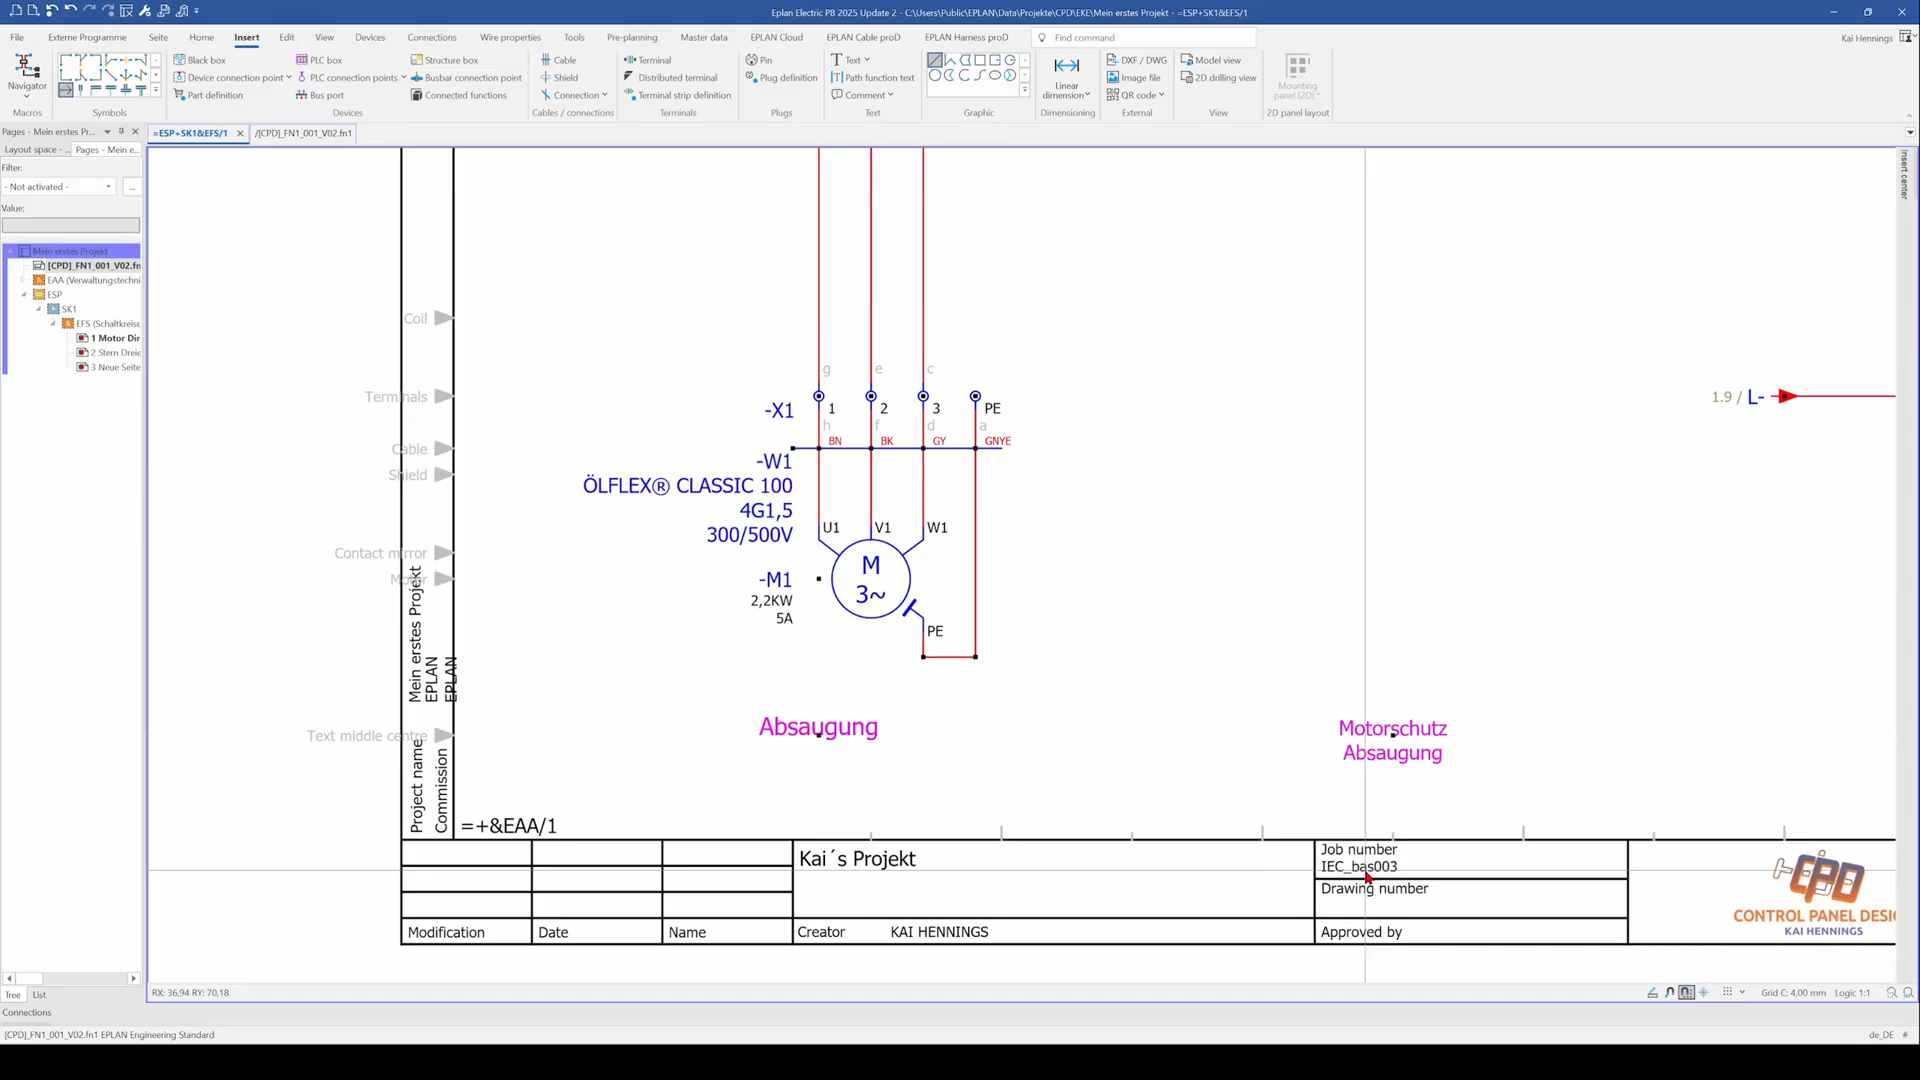 Eplan Electric P8 2025 Update 2 - C:\Users\Public\EPLAN\Data\Projekte\CPD\EKE\Mein erstes Projekt - =ESP+SK1&EFS/1
File Externe Programme Seite Home Insert Edit View Devices Connections Wire properties Tools Pre-planning Master data EPLAN Cloud EPLAN Cable proD EPLAN Harness proD Find command Kai Hennings
Black box PLC box Structure box Cable Terminal Pin Text DXF / DWG Model view
Device connection point PLC connection points Busbar connection point Shield Distributed terminal Plug definition Path function text Image file 2D drilling view
Navigator Part definition Bus port Connected functions Connection Terminal strip definition Comment Linear dimension QR code Mounting panel (2D)
Macros Symbols Devices Cables / connections Terminals Plugs Text Graphic Dimensioning External View 2D panel layout
Pages - Mein erstes Pr...
=ESP+SK1&EFS/1 /[CPD]_FN1_001_V02.fn1
Layout space - ... Pages - Mein e...
Filter:
- Not activated - ...
Value:
Mein erstes Projekt
[CPD]_FN1_001_V02.fn
EAA (Verwaltungstechni
ESP
SK1
EFS (Schaltkreisc
1 Motor Dir
2 Stern Dreie
3 Neue Seite
Insert center
Coil
Terminals
Cable
Shield
Contact mirror
Motor
Text middle centre
Mein erstes Projekt
EPLAN
EPLAN
Project name
Commission
g e c
-X1 1 2 3 PE
h f d a
BN BK GY GNYE
-W1
ÖLFLEX® CLASSIC 100
4G1,5
300/500V
U1 V1 W1
M
3~
-M1
2,2KW
5A
PE
1.9 / L-
Absaugung
Motorschutz
Absaugung
=+&EAA/1
Kai´s Projekt
Job number
IEC_bas003
Drawing number
Modification Date Name Creator KAI HENNINGS Approved by
CPD
CONTROL PANEL DESI
KAI HENNINGS
Tree List
RX: 36,94 RY: 70,18
Grid C: 4,00 mm Logic 1:1
Connections
[CPD]_FN1_001_V02.fn1 EPLAN Engineering Standard
de_DE #